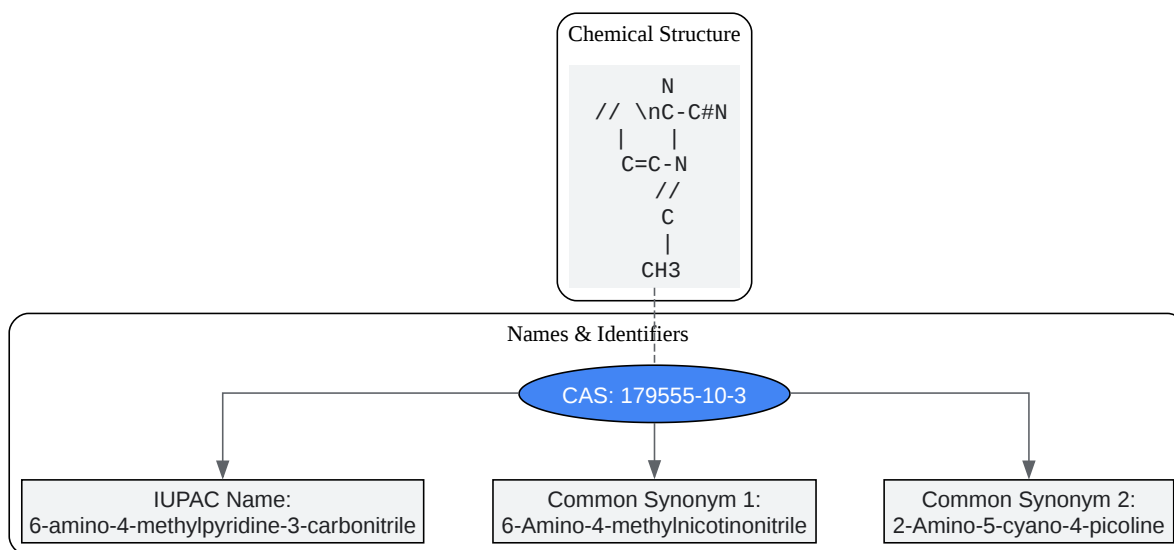 Chemical Structure
N
// \nC-C#N
|   |
C=C-N
//
C
|
CH3
Names & Identifiers
CAS: 179555-10-3
IUPAC Name:
6-amino-4-methylpyridine-3-carbonitrile
Common Synonym 1:
6-Amino-4-methylnicotinonitrile
Common Synonym 2:
2-Amino-5-cyano-4-picoline